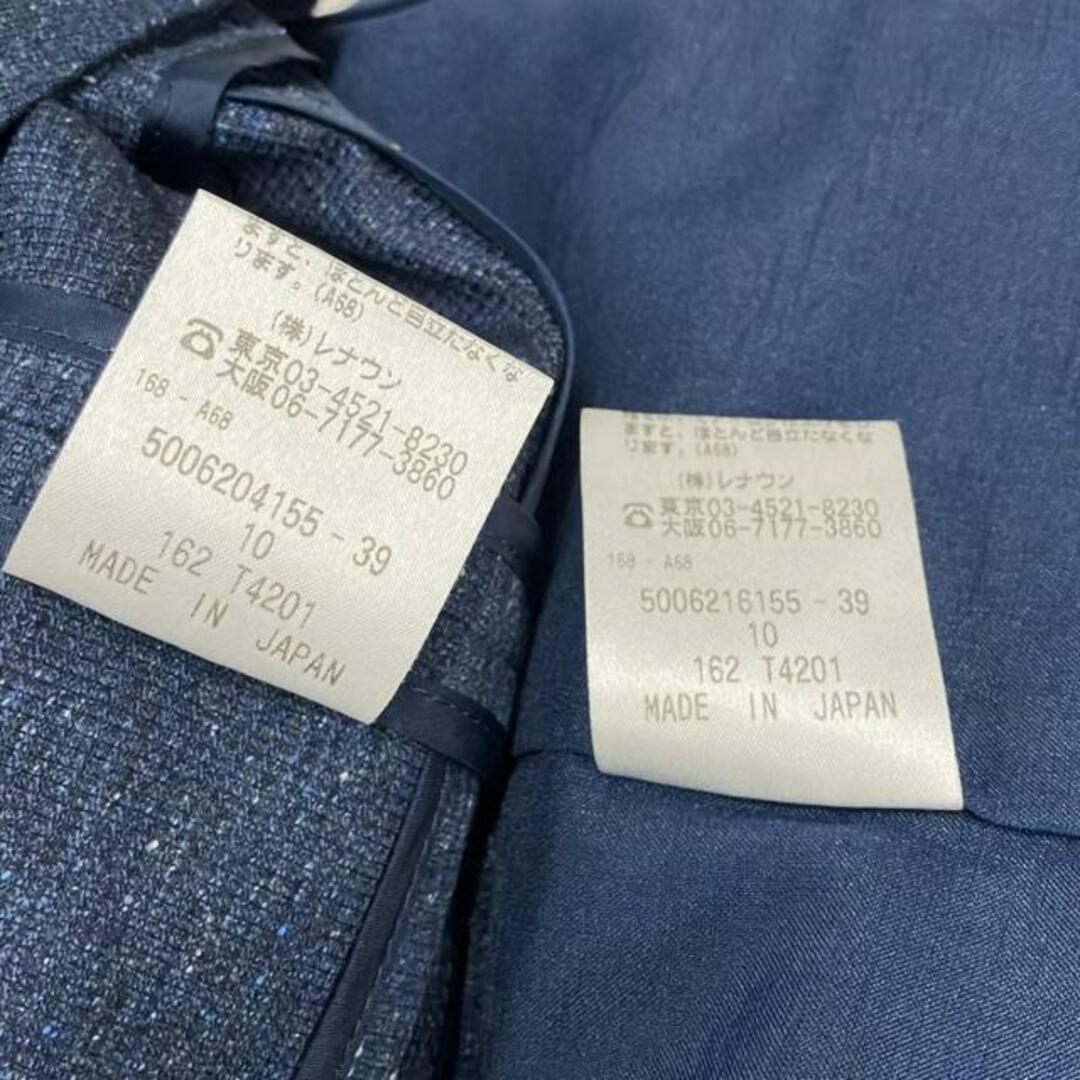 ますと、ほとんど目立たなくな
ります。(A68)
(株)レナウン
☎東京03-4521-8230
大阪06-7177-3860
168 - A68
5006204155 - 39
10
162 T4201
MADE IN JAPAN
ますと、ほとんど目立たなくな
ります。(A68)
(株)レナウン
☎東京03-4521-8230
大阪06-7177-3860
168 - A68
5006216155 - 39
10
162 T4201
MADE IN JAPAN